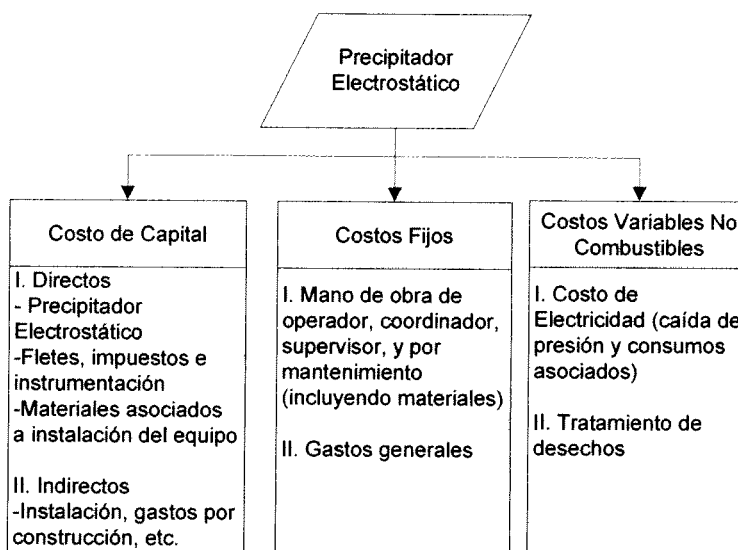 Precipitador
Electrostático
Costo de Capital
I. Directos
- Precipitador
Electrostático
-Fletes, impuestos e
instrumentación
-Materiales asociados
a instalación del equipo
II. Indirectos
-Instalación, gastos por
construcción, etc.
Costos Fijos
I. Mano de obra de
operador, coordinador,
supervisor, y por
mantenimiento
(incluyendo materiales)
II. Gastos generales
Costos Variables No
Combustibles
I. Costo de
Electricidad (caída de
presión y consumos
asociados)
II. Tratamiento de
desechos